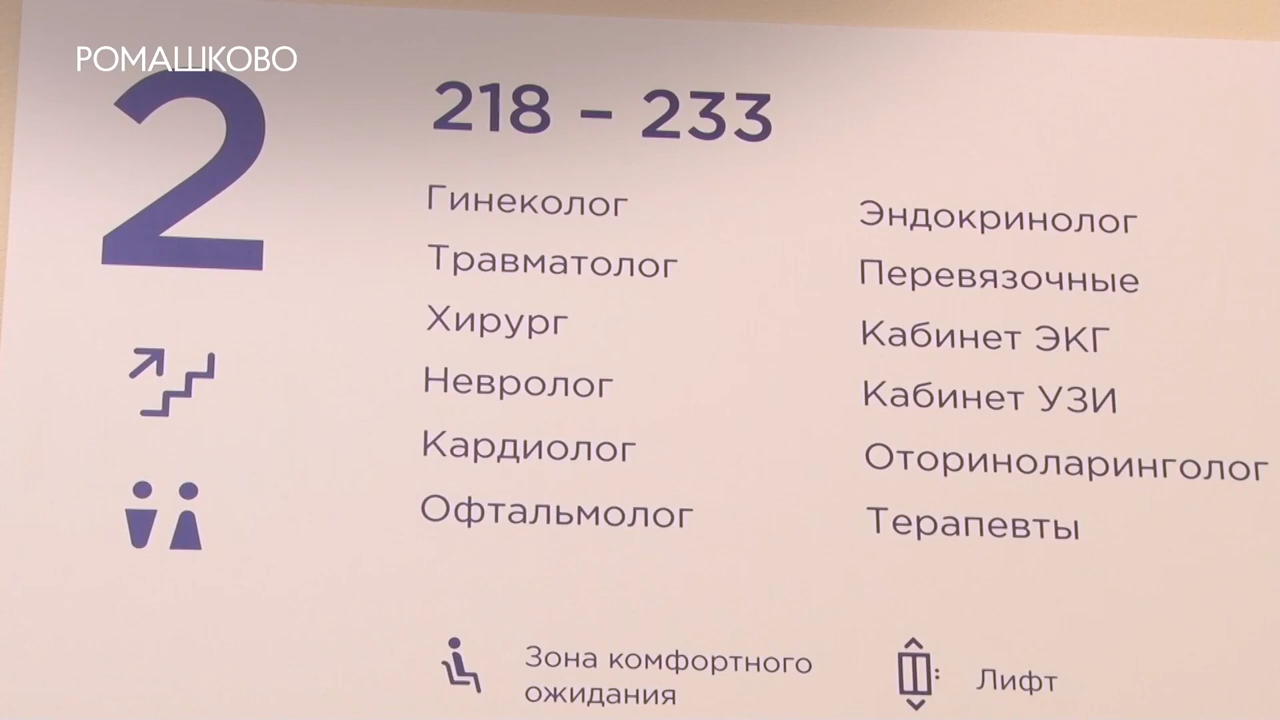 РОМАШКОВО
2
218 – 233
Гинеколог
Травматолог
Хирург
Невролог
Кардиолог
Офтальмолог
Эндокринолог
Перевязочные
Кабинет ЭКГ
Кабинет УЗИ
Оториноларинголог
Терапевты
Зона комфортного
ожидания
Лифт